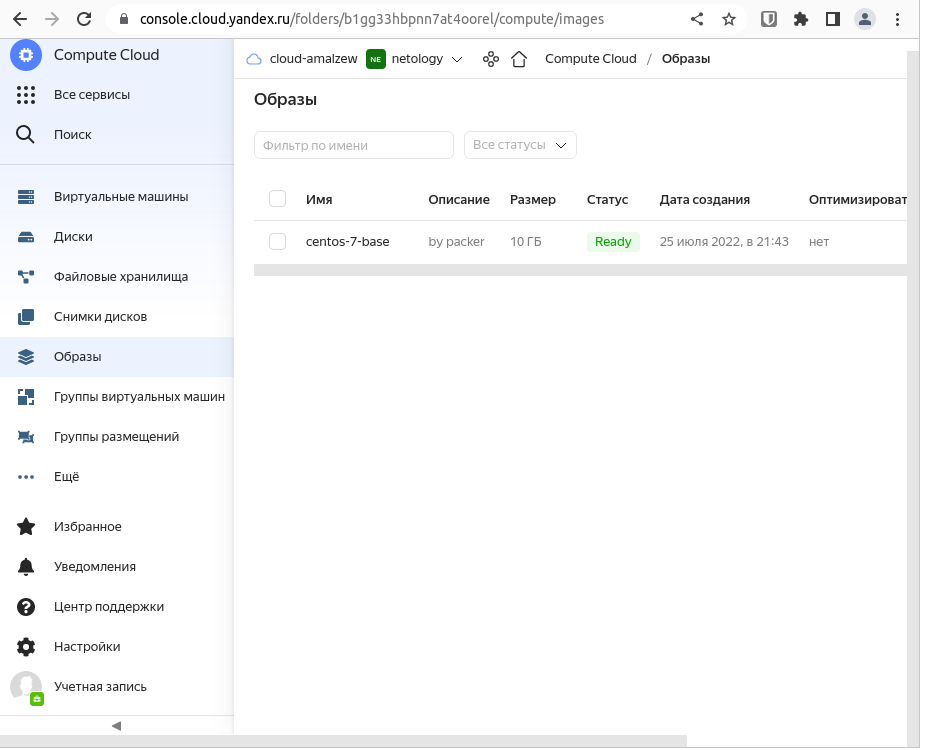 console.cloud.yandex.ru/folders/b1gg33hbpnn7at4oorel/compute/images
Compute Cloud
Все сервисы
Поиск
Виртуальные машины
Диски
Файловые хранилища
Снимки дисков
Образы
Группы виртуальных машин
Группы размещений
Ещё
Избранное
Уведомления
Центр поддержки
Настройки
Учетная запись
cloud-amalzew NE netology Compute Cloud / Образы
Образы
Фильтр по имени Все статусы
Имя Описание Размер Статус Дата создания Оптимизироват
centos-7-base by packer 10 ГБ Ready 25 июля 2022, в 21:43 нет